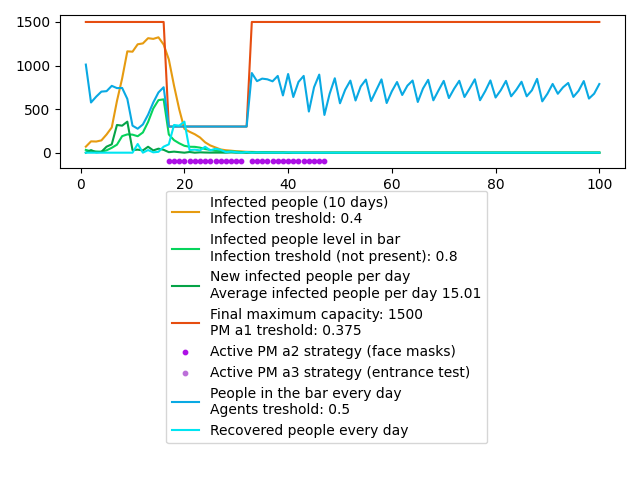 1500
1000
500
0
0 20 40 60 80 100
Infected people (10 days)
Infection treshold: 0.4
Infected people level in bar
Infection treshold (not present): 0.8
New infected people per day
Average infected people per day 15.01
Final maximum capacity: 1500
PM a1 treshold: 0.375
Active PM a2 strategy (face masks)
Active PM a3 strategy (entrance test)
People in the bar every day
Agents treshold: 0.5
Recovered people every day